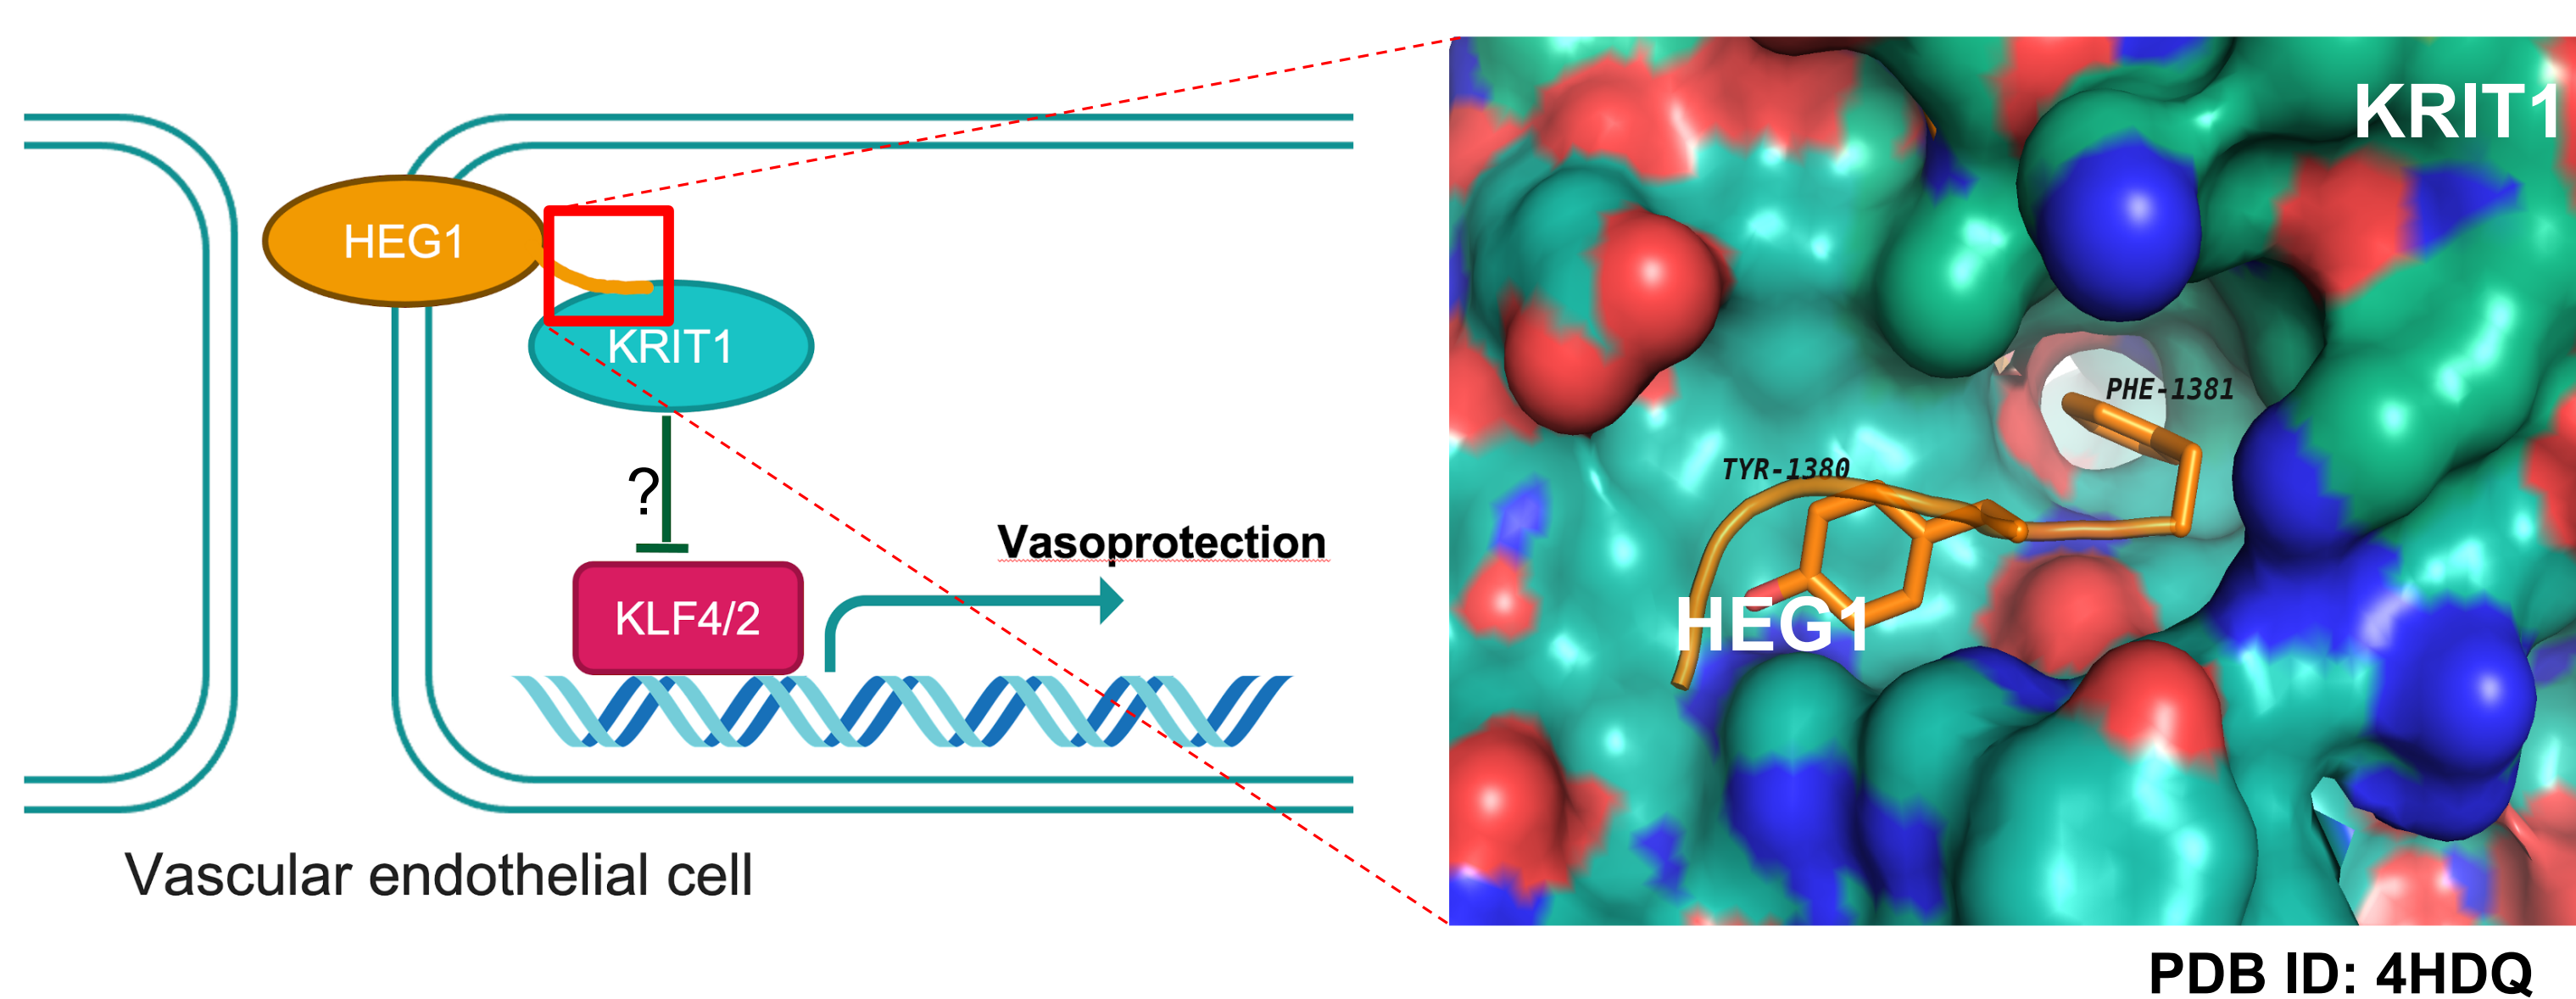 HEG1
KRIT1
?
KLF4/2
Vasoprotection
Vascular endothelial cell
KRIT1
PHE-1381
TYR-1380
HEG1
PDB ID: 4HDQ